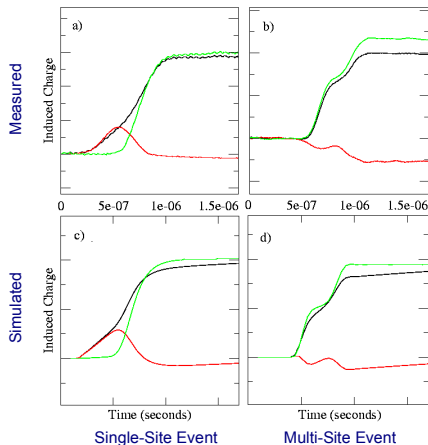 a)
b)
Measured
Induced Charge
0 5e-07 1e-06 1.5e-06 0 5e-07 1e-06 1.5e-06
c)
d)
Simulated
Induced Charge
Time (seconds) Time (seconds)
Single-Site Event Multi-Site Event